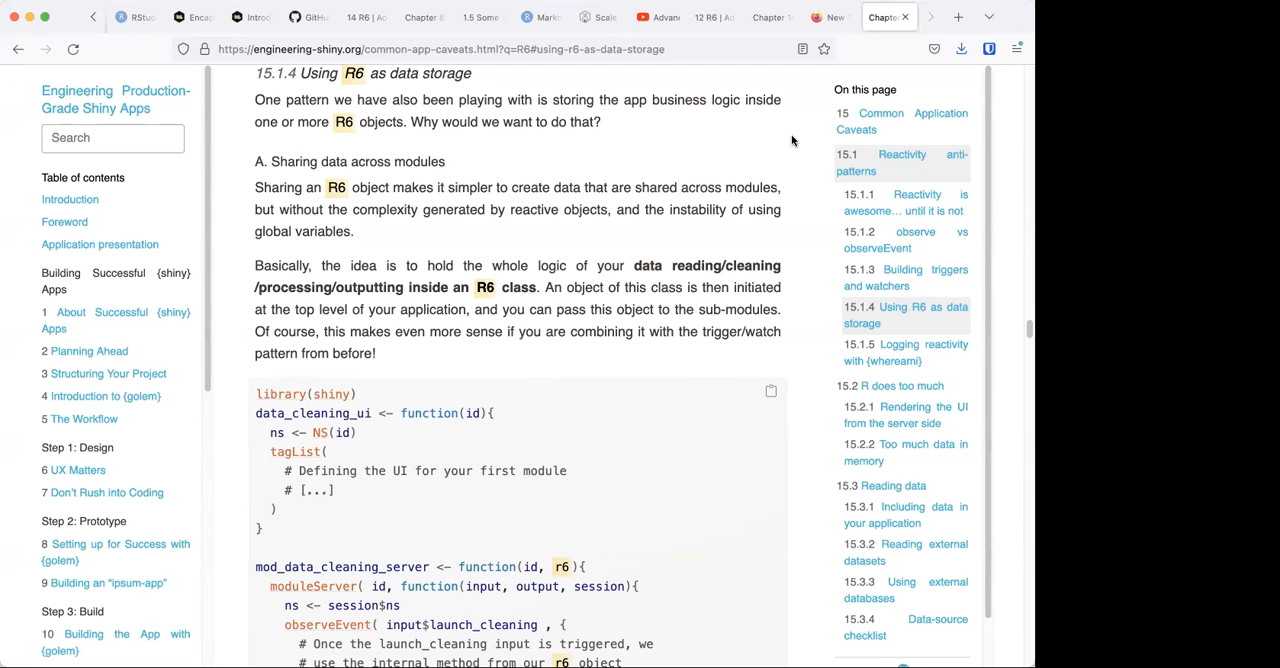 RStu
Encap
Introd
GitHu
14 R6 | Ad
Chapter 8
1.5 Some
Marko
Scale
Advan
12 R6 | Ad
Chapter 1
New
Chapte
https://engineering-shiny.org/common-app-caveats.html?q=R6#using-r6-as-data-storage
Engineering Production-
Grade Shiny Apps
Search
Table of contents
Introduction
Foreword
Application presentation
Building Successful {shiny}
Apps
1 About Successful {shiny}
Apps
2 Planning Ahead
3 Structuring Your Project
4 Introduction to {golem}
5 The Workflow
Step 1: Design
6 UX Matters
7 Don't Rush into Coding
Step 2: Prototype
8 Setting up for Success with
{golem}
9 Building an "ipsum-app"
Step 3: Build
10 Building the App with
{golem}
15.1.4 Using R6 as data storage
One pattern we have also been playing with is storing the app business logic inside
one or more R6 objects. Why would we want to do that?
A. Sharing data across modules
Sharing an R6 object makes it simpler to create data that are shared across modules,
but without the complexity generated by reactive objects, and the instability of using
global variables.
Basically, the idea is to hold the whole logic of your data reading/cleaning
/processing/outputting inside an R6 class. An object of this class is then initiated
at the top level of your application, and you can pass this object to the sub-modules.
Of course, this makes even more sense if you are combining it with the trigger/watch
pattern from before!
library(shiny)
data_cleaning_ui <- function(id){
ns <- NS(id)
tagList(
# Defining the UI for your first module
# [...]
)
}
mod_data_cleaning_server <- function(id, r6){
moduleServer( id, function(input, output, session){
ns <- session$ns
observeEvent( input$launch_cleaning , {
# Once the launch_cleaning input is triggered, we
# use the internal method from our r6 object
On this page
15 Common Application
Caveats
15.1 Reactivity anti-
patterns
15.1.1 Reactivity is
awesome… until it is not
15.1.2 observe vs
observeEvent
15.1.3 Building triggers
and watchers
15.1.4 Using R6 as data
storage
15.1.5 Logging reactivity
with {whereami}
15.2 R does too much
15.2.1 Rendering the UI
from the server side
15.2.2 Too much data in
memory
15.3 Reading data
15.3.1 Including data in
your application
15.3.2 Reading external
datasets
15.3.3 Using external
databases
15.3.4 Data-source
checklist